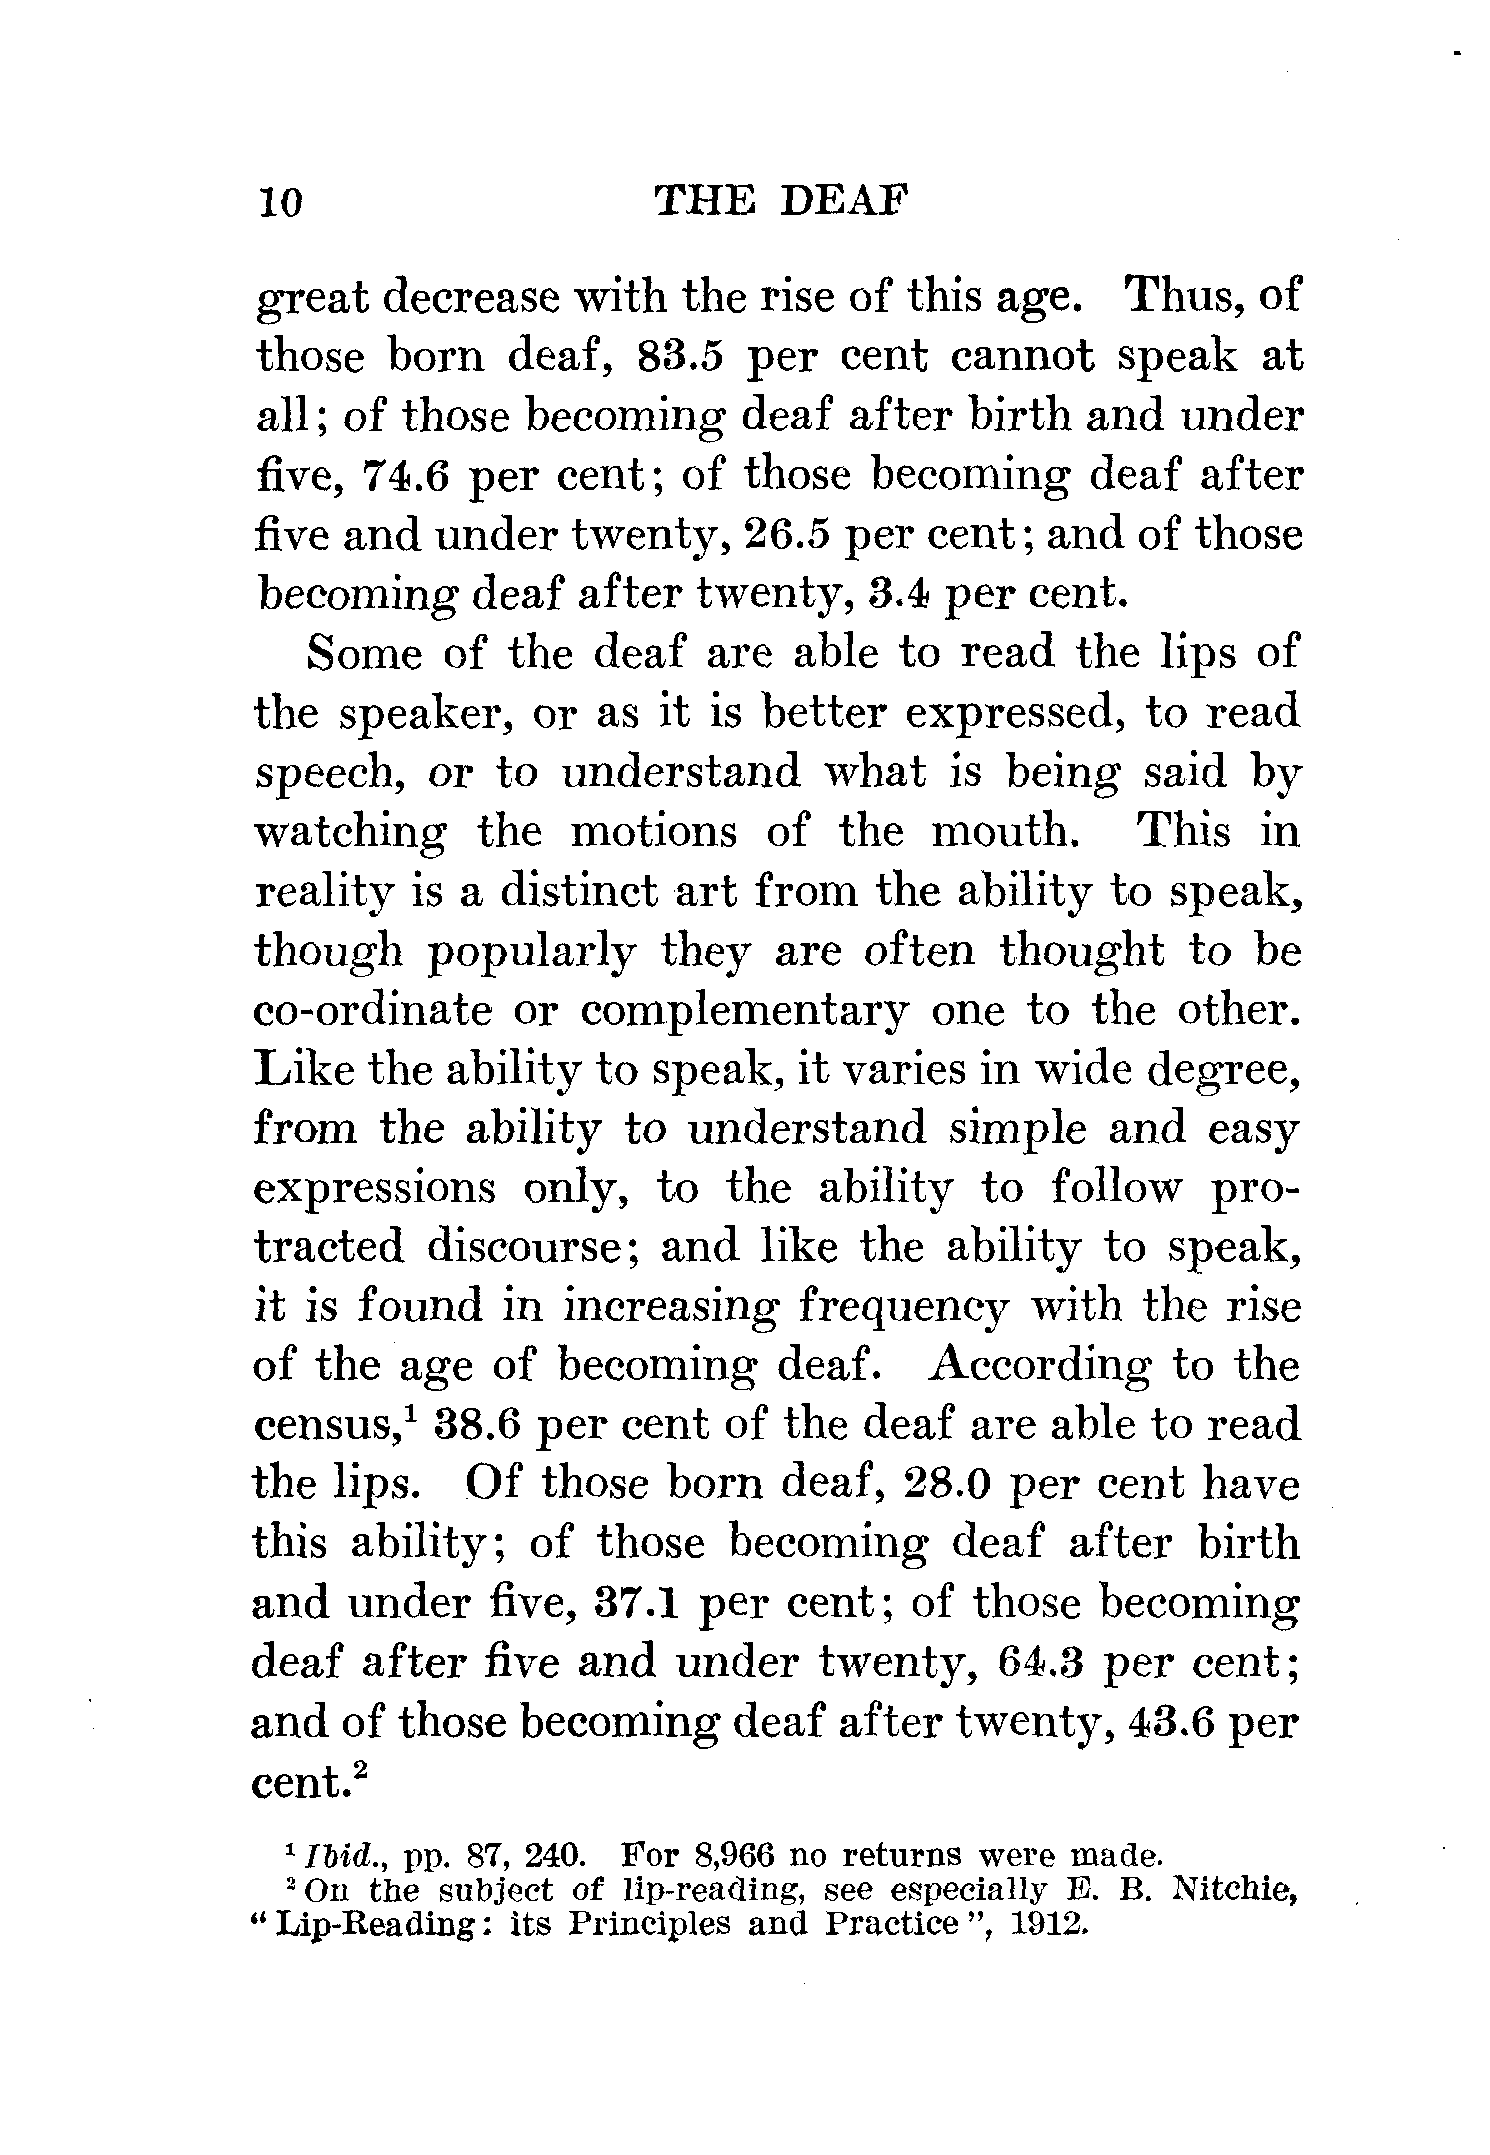 10 THE DEAF
great decrease with the rise of this age. Thus, of
those born deaf, 83.5 per cent cannot speak at
all; of those becoming deaf after birth and under
five, 74.6 per cent; of those becoming deaf after
five and under twenty, 26.5 per cent; and of those
becoming deaf after twenty, 3.4 per cent.
Some of the deaf are able to read the lips of
the speaker, or as it is better expressed, to read
speech, or to understand what is being said by
watching the motions of the mouth. This in
reality is a distinct art from the ability to speak,
though popularly they are often thought to be
co-ordinate or complementary one to the other.
Like the ability to speak, it varies in wide degree,
from the ability to understand simple and easy
expressions only, to the ability to follow pro-
tracted discourse; and like the ability to speak,
it is found in increasing frequency with the rise
of the age of becoming deaf. According to the
census,¹ 38.6 per cent of the deaf are able to read
the lips. Of those born deaf, 28.0 per cent have
this ability; of those becoming deaf after birth
and under five, 37.1 per cent; of those becoming
deaf after five and under twenty, 64.3 per cent;
and of those becoming deaf after twenty, 43.6 per
cent.²
¹ Ibid., pp. 87, 240. For 8,966 no returns were made.
² On the subject of lip-reading, see especially E. B. Nitchie,
“ Lip-Reading: its Principles and Practice ”, 1912.